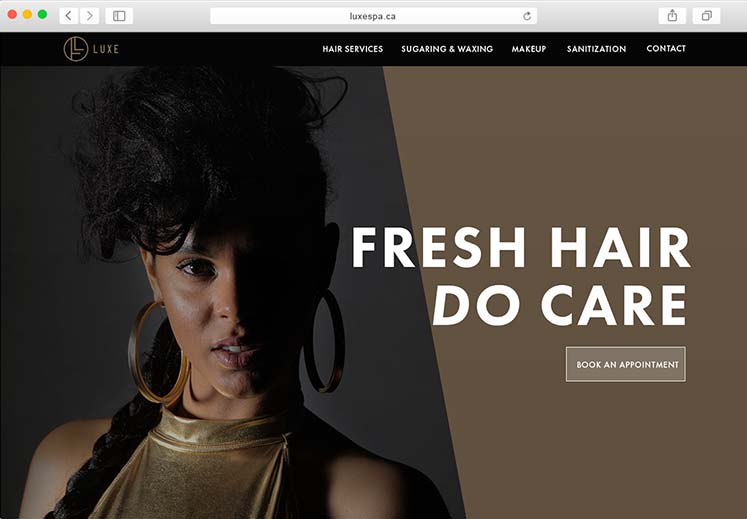 luxespa.ca
LUXE
HAIR SERVICES
SUGARING & WAXING
MAKEUP
SANITIZATION
CONTACT
FRESH HAIR
DO CARE
BOOK AN APPOINTMENT